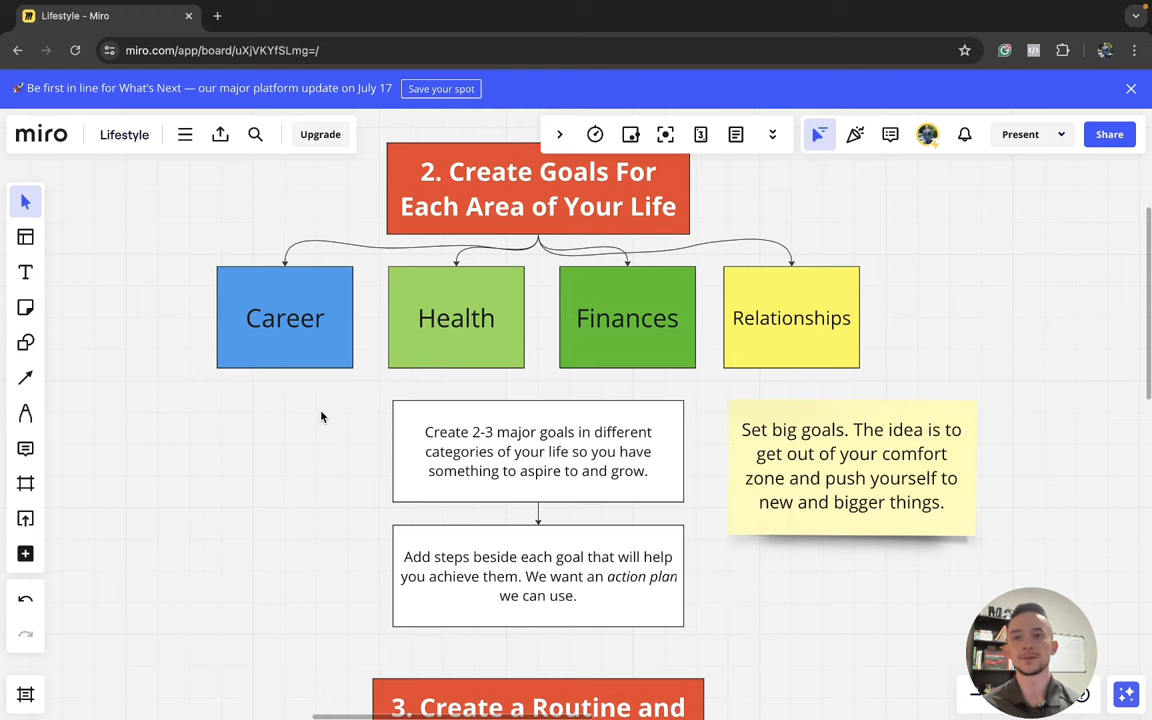 Lifestyle - Miro
miro.com/app/board/uXjVKYfSLmg=/
🚀 Be first in line for What's Next — our major platform update on July 17
Save your spot
miro
Lifestyle
Upgrade
3
Present
Share
2. Create Goals For
Each Area of Your Life
Career
Health
Finances
Relationships
Create 2-3 major goals in different
categories of your life so you have
something to aspire to and grow.
Set big goals. The idea is to
get out of your comfort
zone and push yourself to
new and bigger things.
Add steps beside each goal that will help
you achieve them. We want an action plan
we can use.
3. Create a Routine and